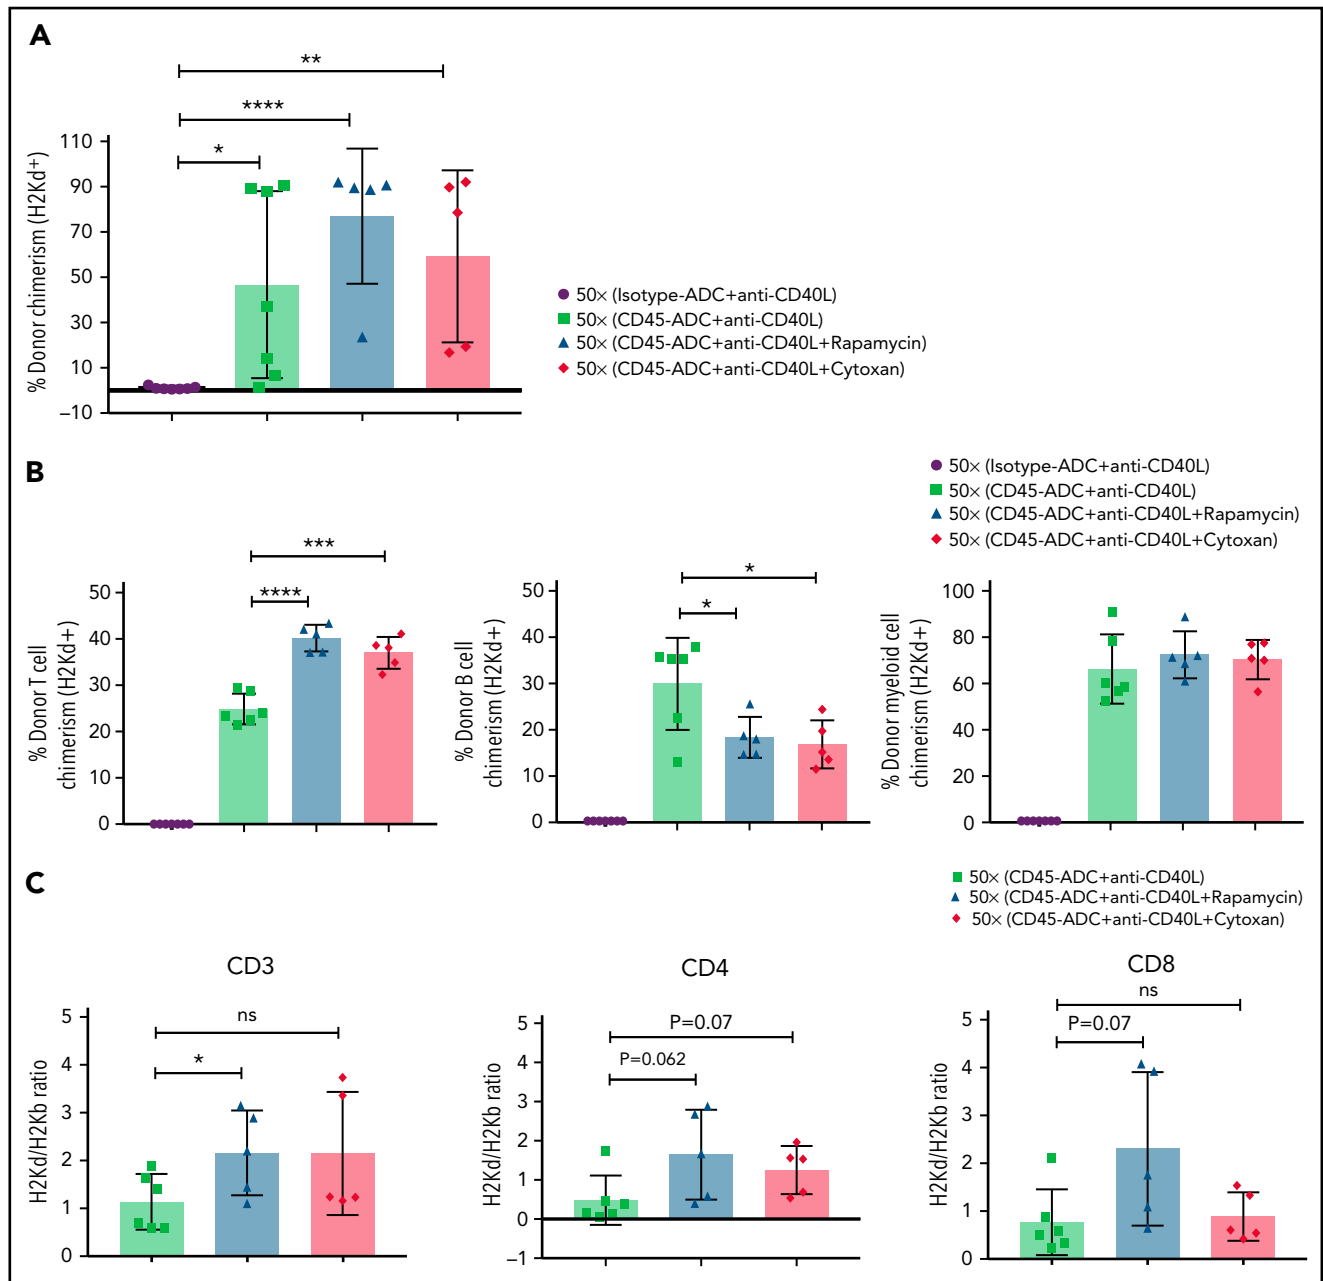 A
**
****
*
% Donor chimerism (H2Kd+)
110
90
70
50
30
10
−10
50× (Isotype-ADC+anti-CD40L)
50× (CD45-ADC+anti-CD40L)
50× (CD45-ADC+anti-CD40L+Rapamycin)
50× (CD45-ADC+anti-CD40L+Cytoxan)
B
50× (Isotype-ADC+anti-CD40L)
50× (CD45-ADC+anti-CD40L)
50× (CD45-ADC+anti-CD40L+Rapamycin)
50× (CD45-ADC+anti-CD40L+Cytoxan)
% Donor T cell
chimerism (H2Kd+)
50
40
30
20
10
0
***
****
% Donor B cell
chimerism (H2Kd+)
50
40
30
20
10
0
*
*
% Donor myeloid cell
chimerism (H2Kd+)
100
80
60
40
20
0
C
50× (CD45-ADC+anti-CD40L)
50× (CD45-ADC+anti-CD40L+Rapamycin)
50× (CD45-ADC+anti-CD40L+Cytoxan)
CD3
H2Kd/H2Kb ratio
5
4
3
2
1
0
ns
*
CD4
H2Kd/H2Kb ratio
5
4
3
2
1
0
−1
P=0.07
P=0.062
CD8
H2Kd/H2Kb ratio
5
4
3
2
1
0
ns
P=0.07